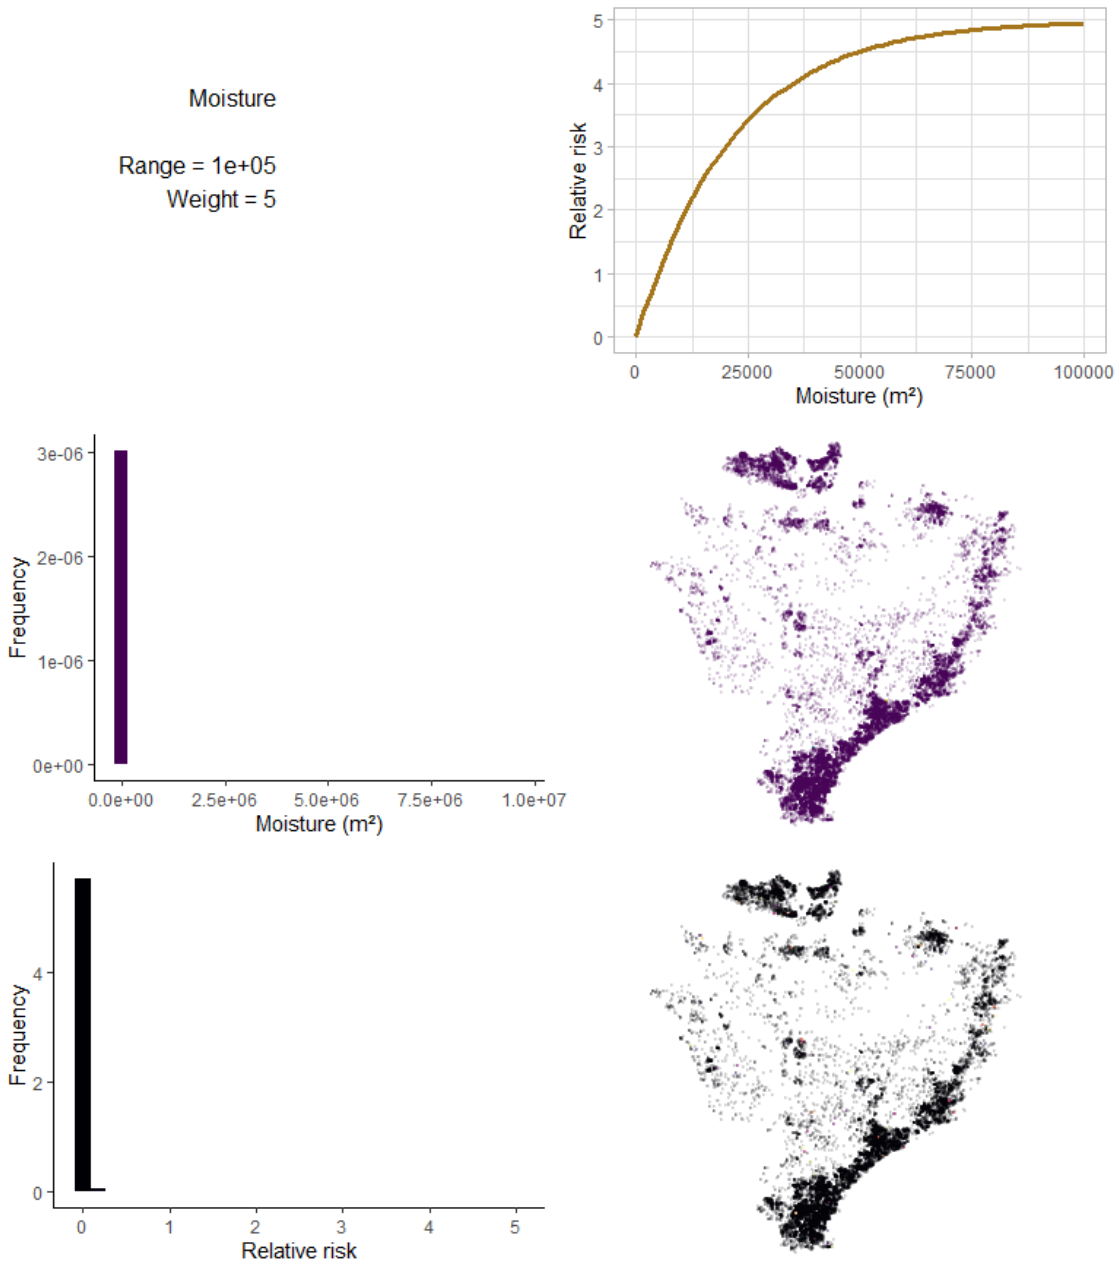 Moisture
Range = 1e+05
Weight = 5
5
4
3
2
1
0
Relative risk
0 25000 50000 75000 100000
Moisture (m²)
3e-06
2e-06
1e-06
0e+00
Frequency
0.0e+00 2.5e+06 5.0e+06 7.5e+06 1.0e+07
Moisture (m²)
4
2
0
Frequency
0 1 2 3 4 5
Relative risk